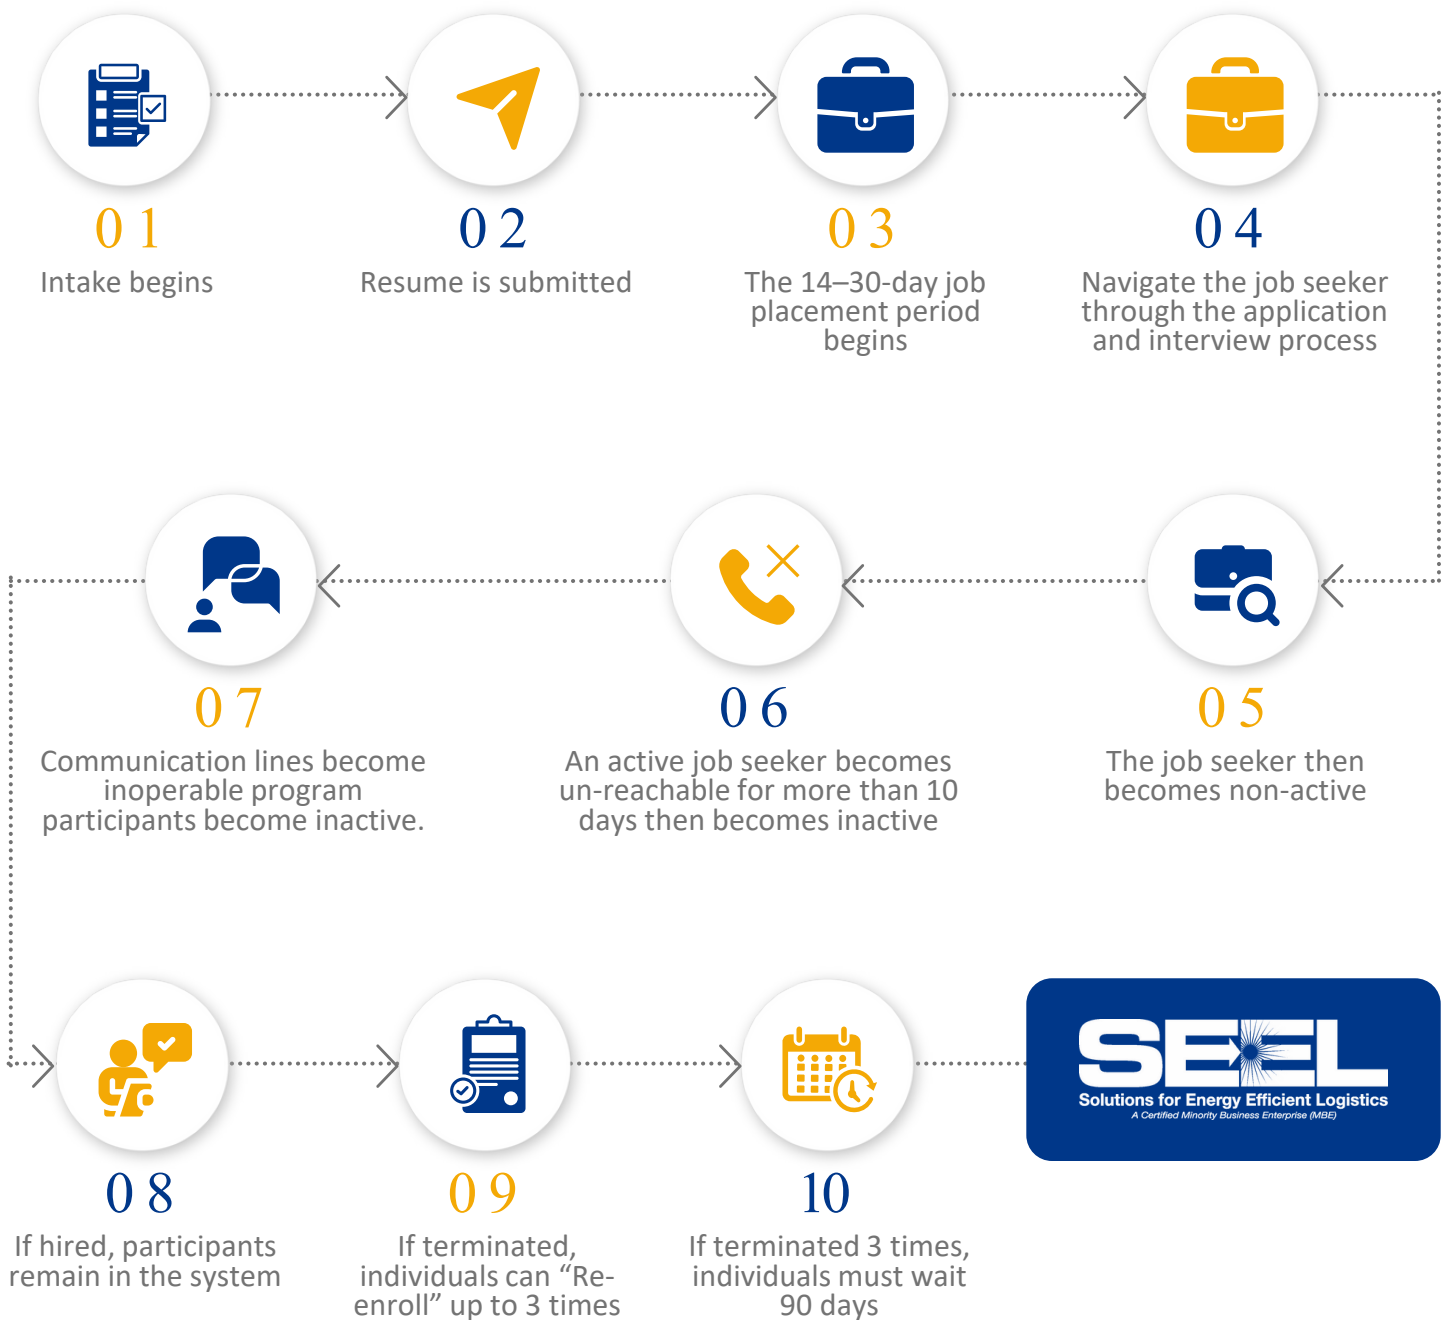 01
Intake begins
02
Resume is submitted
03
The 14–30-day job
placement period
begins
04
Navigate the job seeker
through the application
and interview process
05
The job seeker then
becomes non-active
06
An active job seeker becomes
un-reachable for more than 10
days then becomes inactive
07
Communication lines become
inoperable program
participants become inactive.
08
If hired, participants
remain in the system
09
If terminated,
individuals can “Re-
enroll” up to 3 times
10
If terminated 3 times,
individuals must wait
90 days
SEEL
Solutions for Energy Efficient Logistics
A Certified Minority Business Enterprise (MBE)